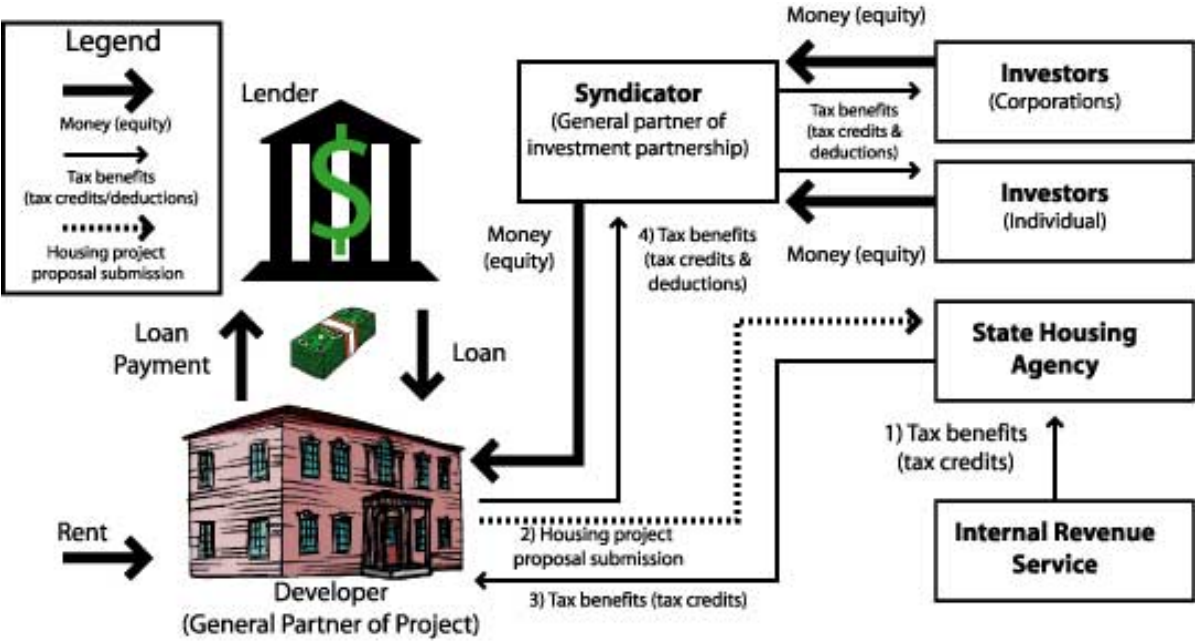 Legend
Money (equity)
Tax benefits
(tax credits/deductions)
Housing project
proposal submission
Lender
$
Loan
Payment
Loan
Rent
Developer
(General Partner of Project)
Syndicator
(General partner of
investment partnership)
Money (equity)
Tax benefits
(tax credits &
deductions)
Money (equity)
Investors
(Corporations)
Investors
(Individual)
Money
(equity)
4) Tax benefits
(tax credits &
deductions)
State Housing
Agency
1) Tax benefits
(tax credits)
Internal Revenue
Service
2) Housing project
proposal submission
3) Tax benefits (tax credits)